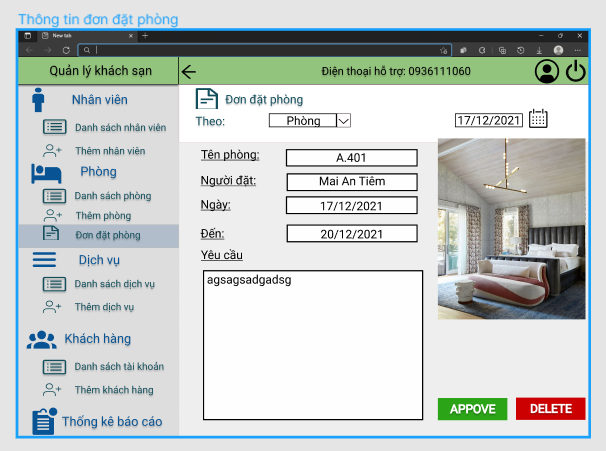 Thông tin đơn đặt phòng
New tab
Quản lý khách sạn
Điện thoại hỗ trợ: 0936111060
Nhân viên
Danh sách nhân viên
Thêm nhân viên
Phòng
Danh sách phòng
Thêm phòng
Đơn đặt phòng
Dịch vụ
Danh sách dịch vụ
Thêm dịch vụ
Khách hàng
Danh sách tài khoản
Thêm khách hàng
Thống kê báo cáo
Đơn đặt phòng
Theo: Phòng 17/12/2021
Tên phòng: A.401
Người đặt: Mai An Tiêm
Ngày: 17/12/2021
Đến: 20/12/2021
Yêu cầu
agsagsadgadsg
APPOVE DELETE